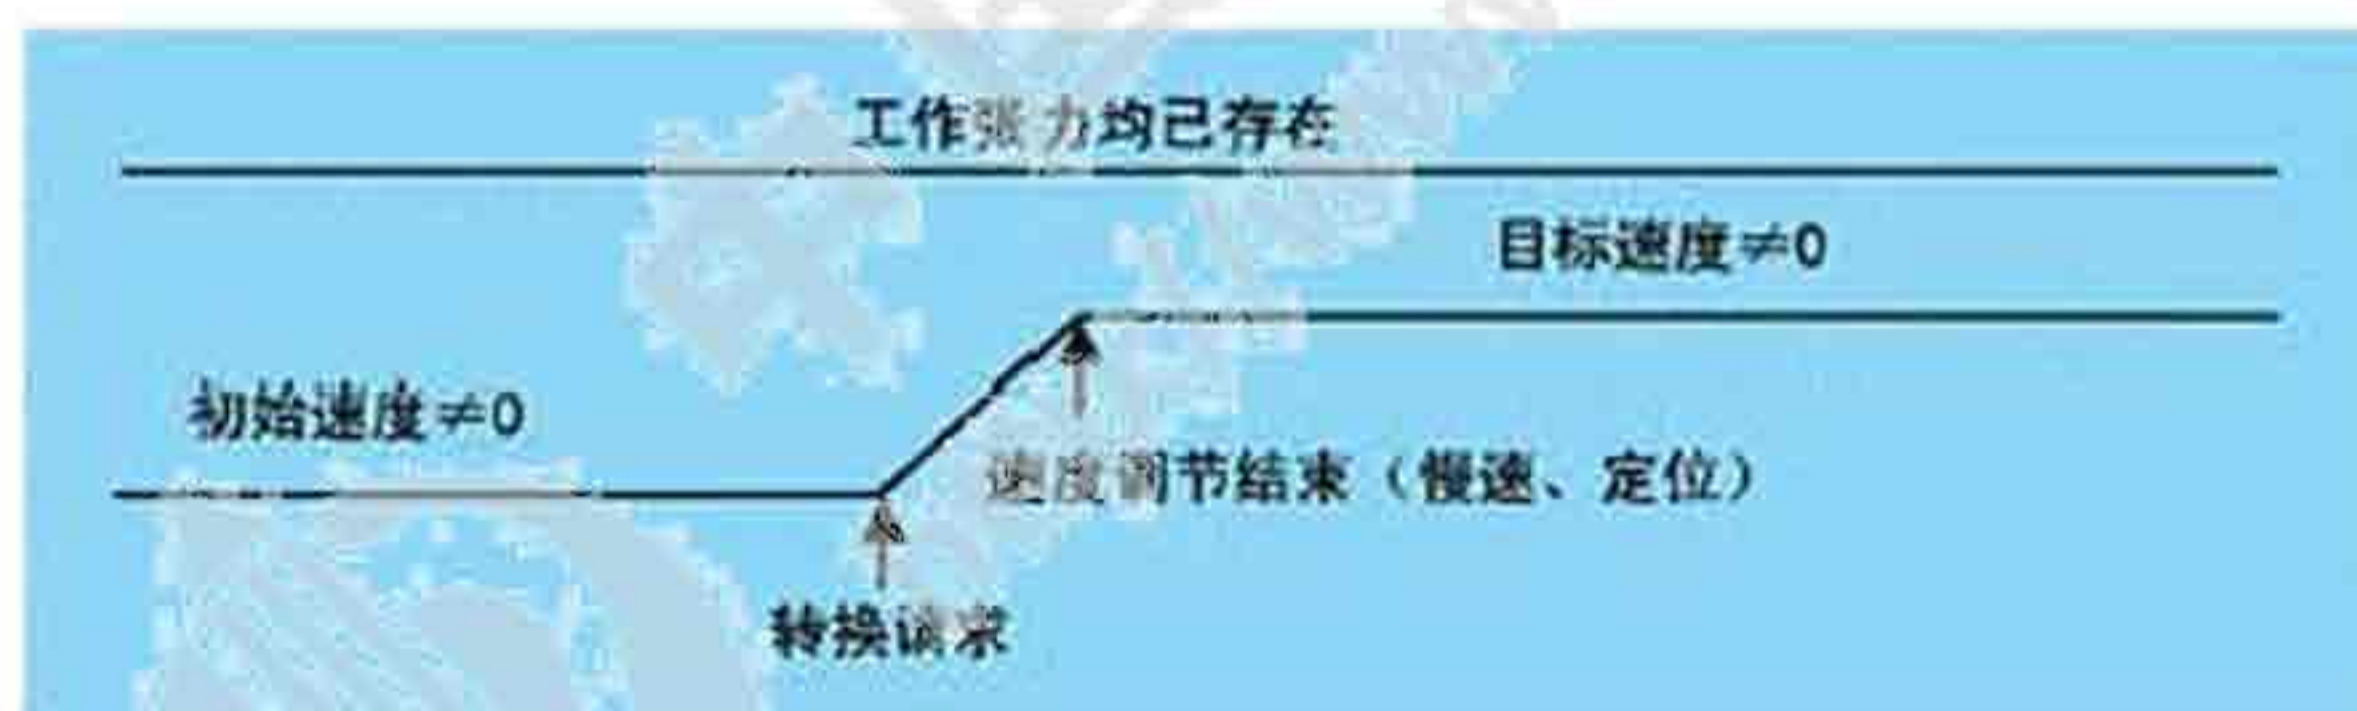 工作张力均已存在
目标速度≠0
初始速度≠0
速度调节结束（慢速、定位）
转换请求